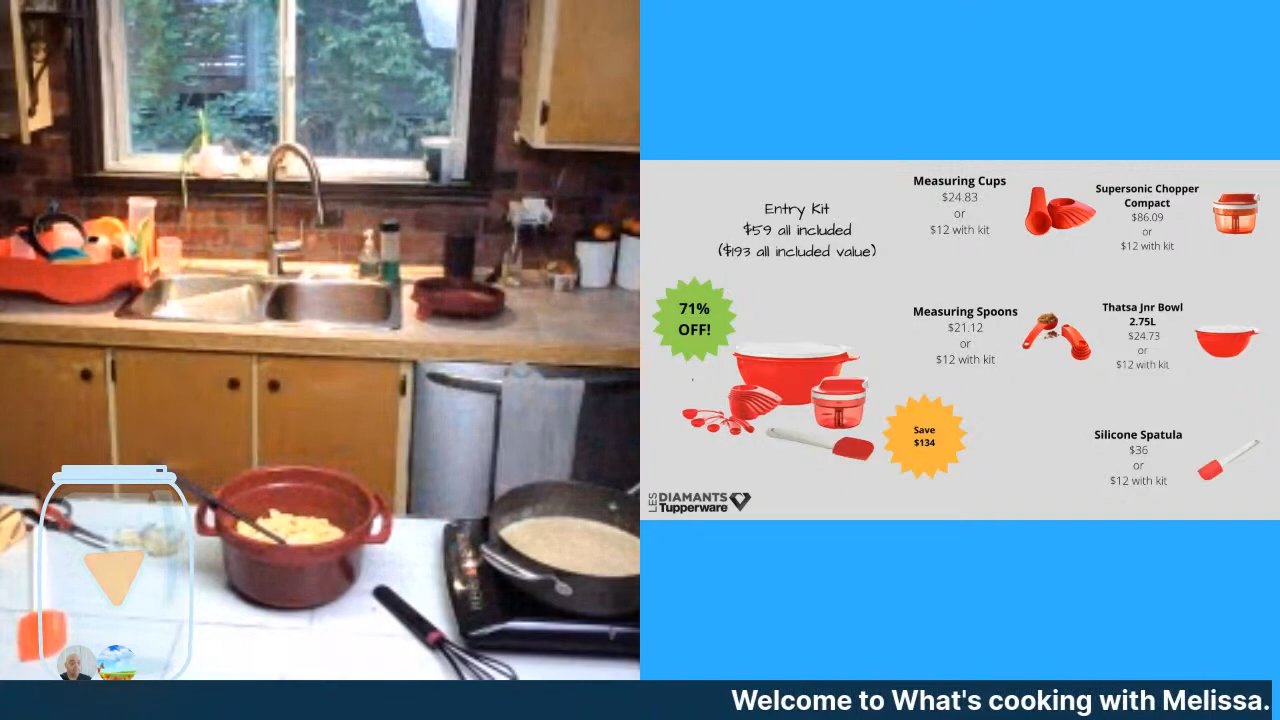 Entry Kit
$59 all included
($193 all included value)
71%
OFF!
Save
$134
Measuring Cups
$24.83
or
$12 with kit
Supersonic Chopper
Compact
$86.09
or
$12 with kit
Measuring Spoons
$21.12
or
$12 with kit
Thatsa Jnr Bowl
2.75L
$24.73
or
$12 with kit
Silicone Spatula
$36
or
$12 with kit
LES DIAMANTS
Tupperware
Welcome to What's cooking with Melissa.